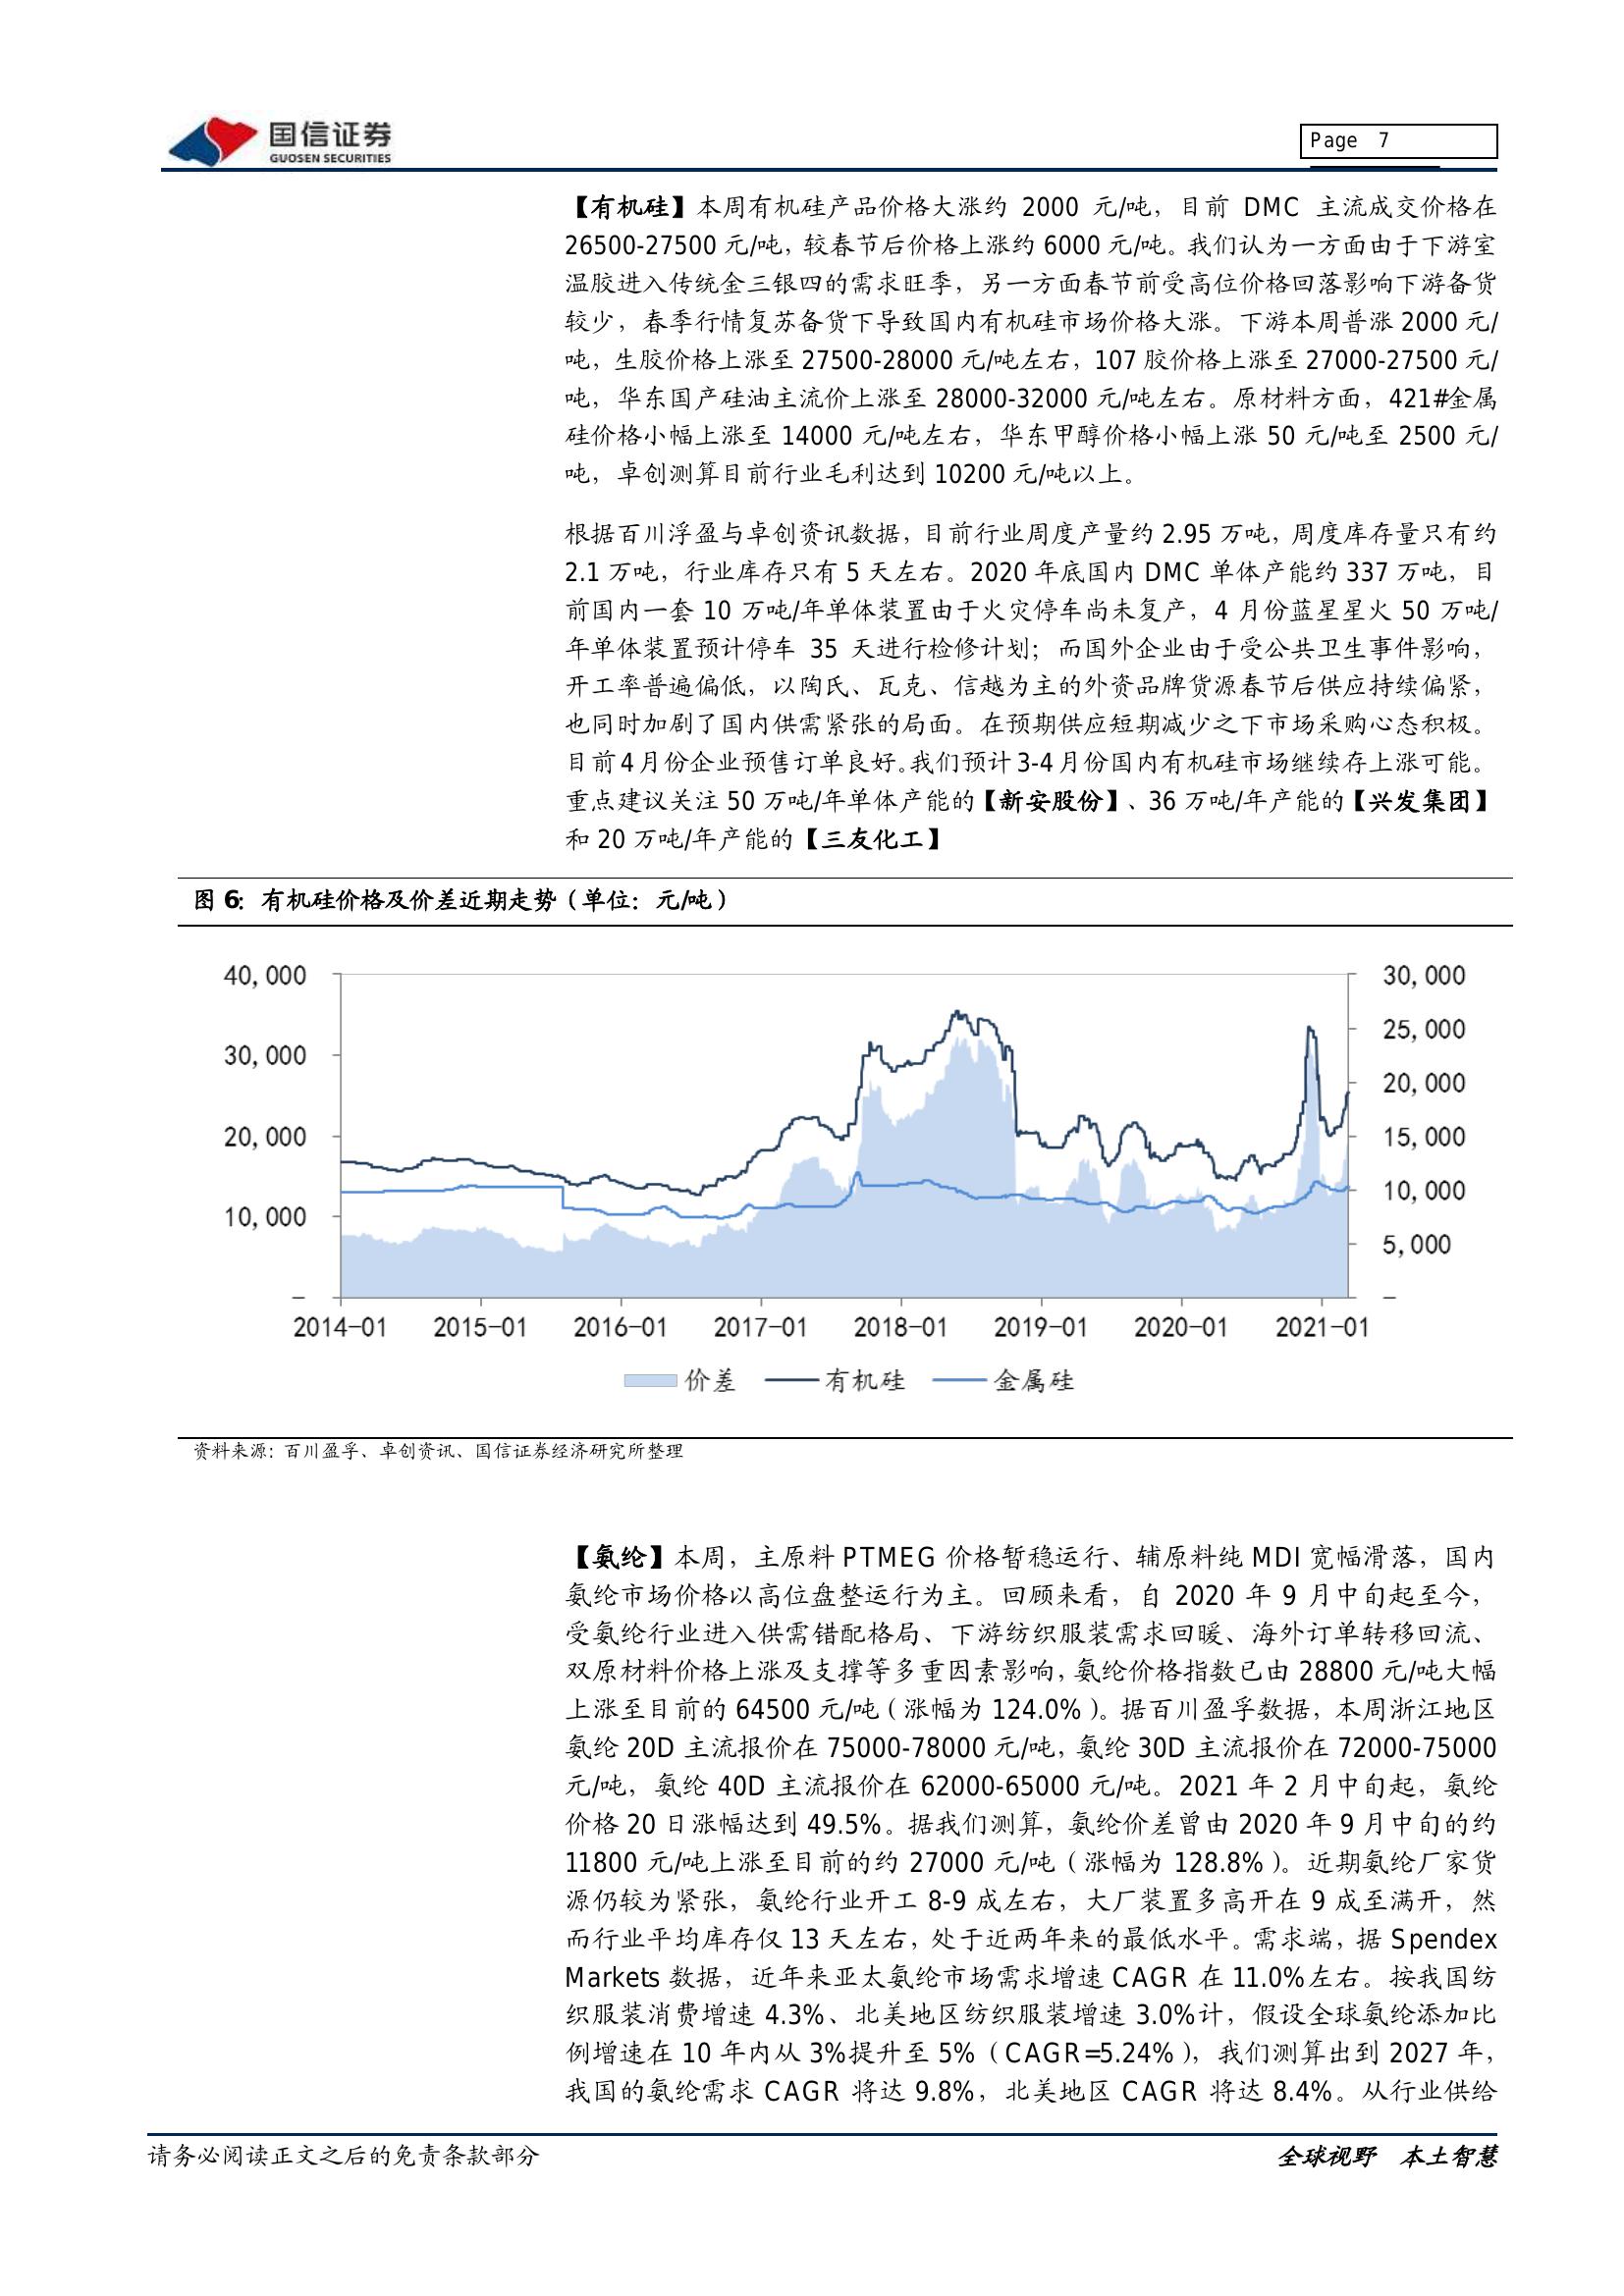 国信证券
GUOSEN SECURITIES
Page 7
【有机硅】本周有机硅产品价格大涨约 2000 元/吨，目前 DMC 主流成交价格在
26500-27500 元/吨，较春节后价格上涨约 6000 元/吨。我们认为一方面由于下游室
温胶进入传统金三银四的需求旺季，另一方面春节前受高位价格回落影响下游备货
较少，春季行情复苏备货下导致国内有机硅市场价格大涨。下游本周普涨 2000 元/
吨，生胶价格上涨至 27500-28000 元/吨左右，107 胶价格上涨至 27000-27500 元/
吨，华东国产硅油主流价上涨至 28000-32000 元/吨左右。原材料方面，421#金属
硅价格小幅上涨至 14000 元/吨左右，华东甲醇价格小幅上涨 50 元/吨至 2500 元/
吨，卓创测算目前行业毛利达到 10200 元/吨以上。
根据百川浮盈与卓创资讯数据，目前行业周度产量约 2.95 万吨，周度库存量只有约
2.1 万吨，行业库存只有 5 天左右。2020 年底国内 DMC 单体产能约 337 万吨，目
前国内一套 10 万吨/年单体装置由于火灾停车尚未复产，4 月份蓝星星火 50 万吨/
年单体装置预计停车 35 天进行检修计划；而国外企业由于受公共卫生事件影响，
开工率普遍偏低，以陶氏、瓦克、信越为主的外资品牌货源春节后供应持续偏紧，
也同时加剧了国内供需紧张的局面。在预期供应短期减少之下市场采购心态积极。
目前 4 月份企业预售订单良好。我们预计 3-4 月份国内有机硅市场继续存上涨可能。
重点建议关注 50 万吨/年单体产能的【新安股份】、36 万吨/年产能的【兴发集团】
和 20 万吨/年产能的【三友化工】
图 6：有机硅价格及价差近期走势（单位：元/吨）
40,000 30,000
25,000
30,000
20,000
20,000 15,000
10,000
10,000
5,000
– –
2014-01 2015-01 2016-01 2017-01 2018-01 2019-01 2020-01 2021-01
价差 有机硅 金属硅
资料来源：百川盈孚、卓创资讯、国信证券经济研究所整理
【氨纶】本周，主原料 PTMEG 价格暂稳运行、辅原料纯 MDI 宽幅滑落，国内
氨纶市场价格以高位盘整运行为主。回顾来看，自 2020 年 9 月中旬起至今，
受氨纶行业进入供需错配格局、下游纺织服装需求回暖、海外订单转移回流、
双原材料价格上涨及支撑等多重因素影响，氨纶价格指数已由 28800 元/吨大幅
上涨至目前的 64500 元/吨（涨幅为 124.0%）。据百川盈孚数据，本周浙江地区
氨纶 20D 主流报价在 75000-78000 元/吨，氨纶 30D 主流报价在 72000-75000
元/吨，氨纶 40D 主流报价在 62000-65000 元/吨。2021 年 2 月中旬起，氨纶
价格 20 日涨幅达到 49.5%。据我们测算，氨纶价差曾由 2020 年 9 月中旬的约
11800 元/吨上涨至目前的约 27000 元/吨（涨幅为 128.8%）。近期氨纶厂家货
源仍较为紧张，氨纶行业开工 8-9 成左右，大厂装置多高开在 9 成至满开，然
而行业平均库存仅 13 天左右，处于近两年来的最低水平。需求端，据 Spendex
Markets 数据，近年来亚太氨纶市场需求增速 CAGR 在 11.0%左右。按我国纺
织服装消费增速 4.3%、北美地区纺织服装增速 3.0%计，假设全球氨纶添加比
例增速在 10 年内从 3%提升至 5%（CAGR=5.24%），我们测算出到 2027 年，
我国的氨纶需求 CAGR 将达 9.8%，北美地区 CAGR 将达 8.4%。从行业供给
请务必阅读正文之后的免责条款部分 全球视野 本土智慧